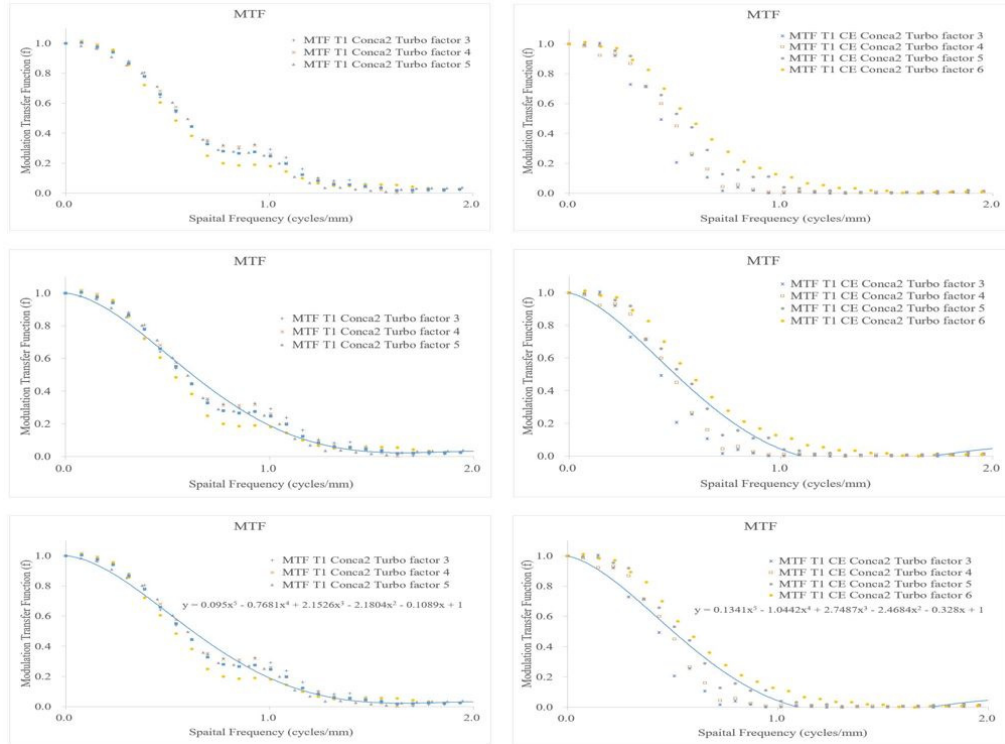 MTF
Modulation Transfer Function (f)
1.0
0.8
0.6
0.4
0.2
0.0
MTF T1 Conca2 Turbo factor 3
MTF T1 Conca2 Turbo factor 4
MTF T1 Conca2 Turbo factor 5
0.0 1.0 2.0
Spaital Frequency (cycles/mm)
MTF
Modulation Transfer Function (f)
1.0
0.8
0.6
0.4
0.2
0.0
MTF T1 CE Conca2 Turbo factor 3
MTF T1 CE Conca2 Turbo factor 4
MTF T1 CE Conca2 Turbo factor 5
MTF T1 CE Conca2 Turbo factor 6
0.0 1.0 2.0
Spaital Frequency (cycles/mm)
MTF
Modulation Transfer Function (f)
1.0
0.8
0.6
0.4
0.2
0.0
MTF T1 Conca2 Turbo factor 3
MTF T1 Conca2 Turbo factor 4
MTF T1 Conca2 Turbo factor 5
0.0 1.0 2.0
Spaital Frequency (cycles/mm)
MTF
Modulation Transfer Function (f)
1.0
0.8
0.6
0.4
0.2
0.0
MTF T1 CE Conca2 Turbo factor 3
MTF T1 CE Conca2 Turbo factor 4
MTF T1 CE Conca2 Turbo factor 5
MTF T1 CE Conca2 Turbo factor 6
0.0 1.0 2.0
Spaital Frequency (cycles/mm)
MTF
Modulation Transfer Function (f)
1.0
0.8
0.6
0.4
0.2
0.0
MTF T1 Conca2 Turbo factor 3
MTF T1 Conca2 Turbo factor 4
MTF T1 Conca2 Turbo factor 5
y = 0.095x⁵ - 0.7681x⁴ + 2.1526x³ - 2.1804x² - 0.1089x + 1
0.0 1.0 2.0
Spaital Frequency (cycles/mm)
MTF
Modulation Transfer Function (f)
1.0
0.8
0.6
0.4
0.2
0.0
MTF T1 CE Conca2 Turbo factor 3
MTF T1 CE Conca2 Turbo factor 4
MTF T1 CE Conca2 Turbo factor 5
MTF T1 CE Conca2 Turbo factor 6
y = 0.1341x⁵ - 1.0442x⁴ + 2.7487x³ - 2.4684x² - 0.328x + 1
0.0 1.0 2.0
Spaital Frequency (cycles/mm)